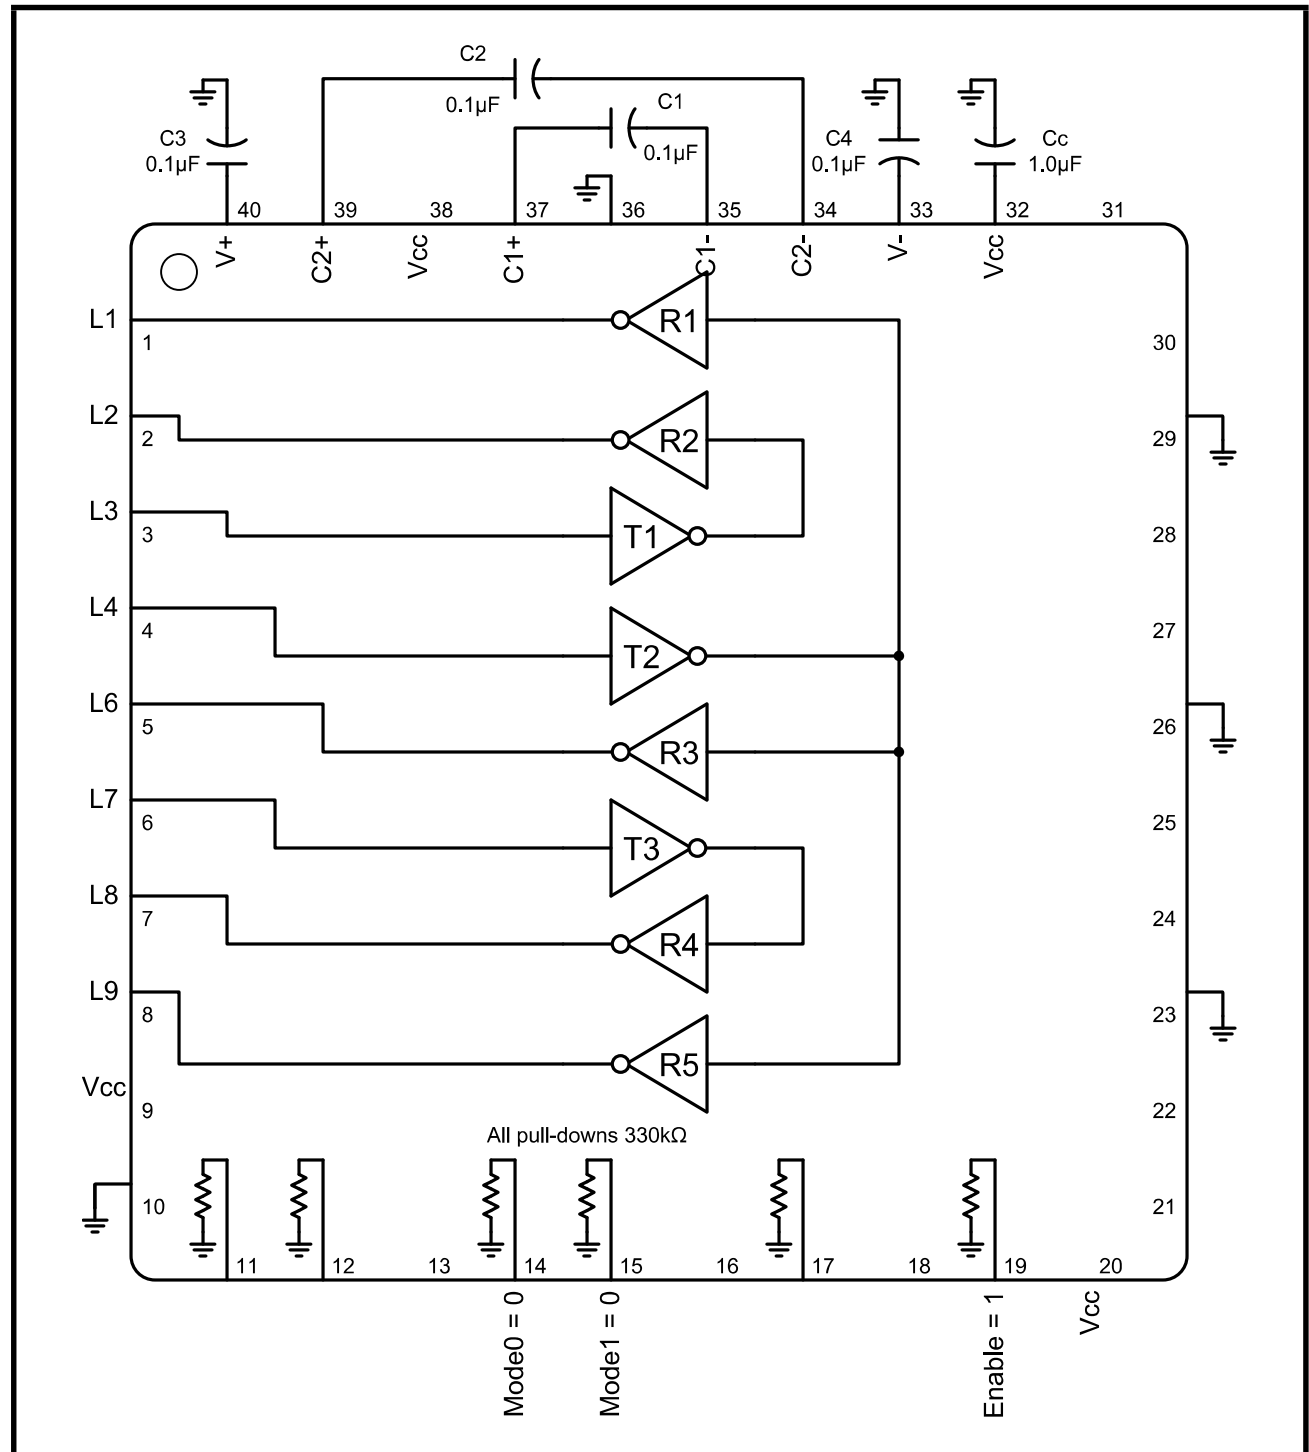 C2
0.1µF
C1
0.1µF
C3
0.1µF
C4
0.1µF
Cc
1.0µF
40 39 38 37 36 35 34 33 32 31
V+ C2+ Vcc C1+ C1- C2- V- Vcc
L1 R1
1 30
L2 R2
2 29
L3 T1
3 28
L4 T2
4 27
L6 R3
5 26
L7 T3
6 25
L8 R4
7 24
L9 R5
8 23
Vcc
9 22
All pull-downs 330kΩ
10 21
11 12 13 14 15 16 17 18 19 20
Mode0 = 0
Mode1 = 0
Enable = 1
Vcc